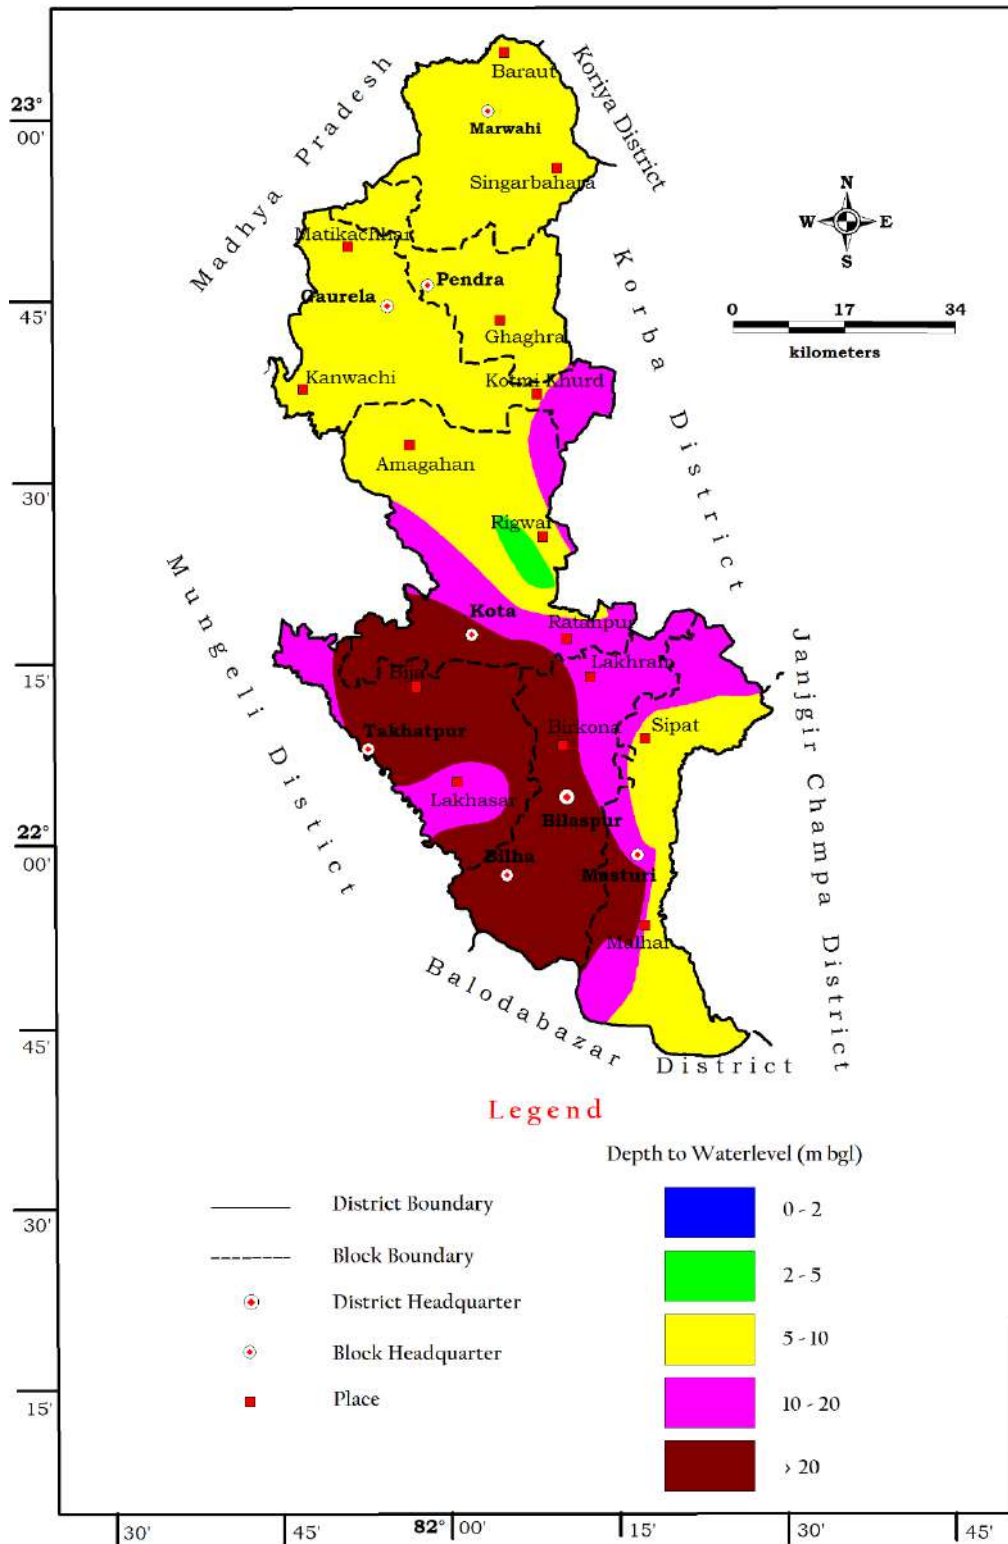 Baraut
Koriya District
23°
00'
Marwahi
Madhya Pradesh
Singarbahara
N
W E
S
Matikachhar
Korba District
Pendra
Gaurela
45'
0 17 34
kilometers
Ghaghra
Kanwachi
Kotmi Khurd
Amagahan
30'
Rigwar
Mungeli Distict
Kota
Ratanpur
Janjgir Champa District
Lakhram
15'
Bija
Birkona
Sipat
Takhatpur
Lakhasar
Bilaspur
22°
00'
Bilha
Masturi
Malhar
Balodabazar District
45'
Legend
Depth to Waterlevel (m bgl)
District Boundary
0 - 2
Block Boundary
2 - 5
District Headquarter
5 - 10
Block Headquarter
Place
10 - 20
> 20
30'
15'
30' 45' 82° 00' 15' 30' 45'